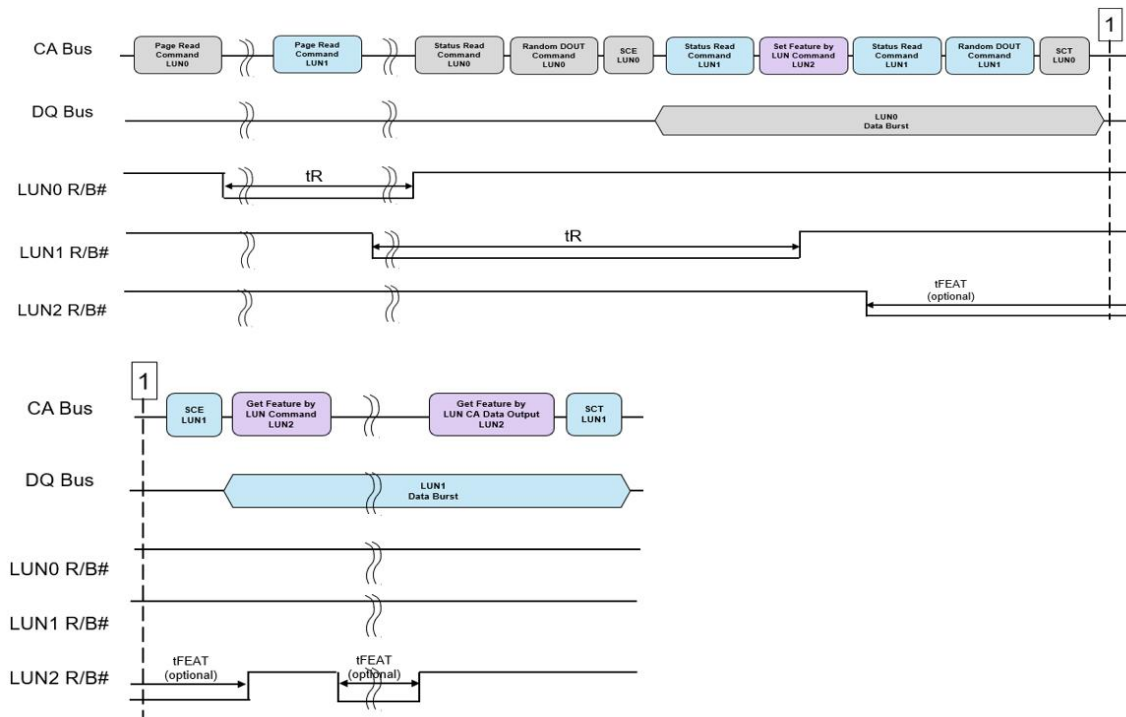 1
CA Bus
Page Read
Command
LUN0
Page Read
Command
LUN1
Status Read
Command
LUN0
Random DOUT
Command
LUN0
SCE
LUN0
Status Read
Command
LUN1
Set Feature by
LUN Command
LUN2
Status Read
Command
LUN1
Random DOUT
Command
LUN1
SCT
LUN0
DQ Bus
LUN0
Data Burst
LUN0 R/B#
tR
LUN1 R/B#
tR
LUN2 R/B#
tFEAT
(optional)
1
CA Bus
SCE
LUN1
Get Feature by
LUN Command
LUN2
Get Feature by
LUN CA Data Output
LUN2
SCT
LUN1
DQ Bus
LUN1
Data Burst
LUN0 R/B#
LUN1 R/B#
LUN2 R/B#
tFEAT
(optional)
tFEAT
(optional)